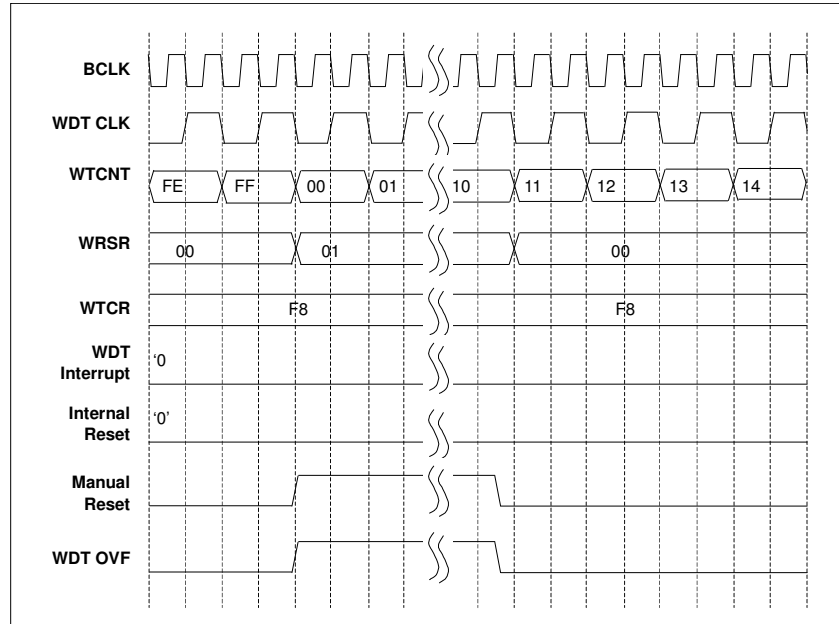 BCLK
WDT CLK
WTCNT FE FF 00 01 10 11 12 13 14
WRSR 00 01 00
WTCR F8 F8
WDT
Interrupt
'0
Internal
Reset
'0'
Manual
Reset
WDT OVF